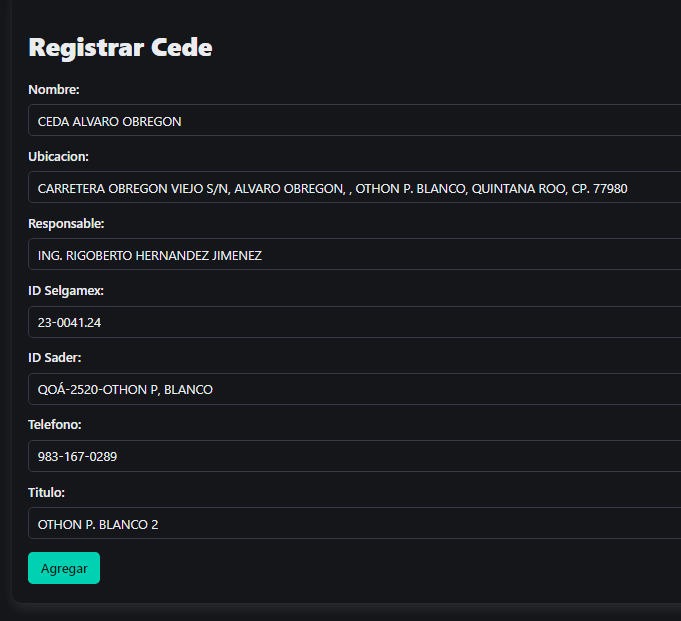 Registrar Cede
Nombre:
CEDA ALVARO OBREGON
Ubicacion:
CARRETERA OBREGON VIEJO S/N, ALVARO OBREGON, , OTHON P. BLANCO, QUINTANA ROO, CP. 77980
Responsable:
ING. RIGOBERTO HERNANDEZ JIMENEZ
ID Selgamex:
23-0041.24
ID Sader:
QOÁ-2520-OTHON P, BLANCO
Telefono:
983-167-0289
Titulo:
OTHON P. BLANCO 2
Agregar